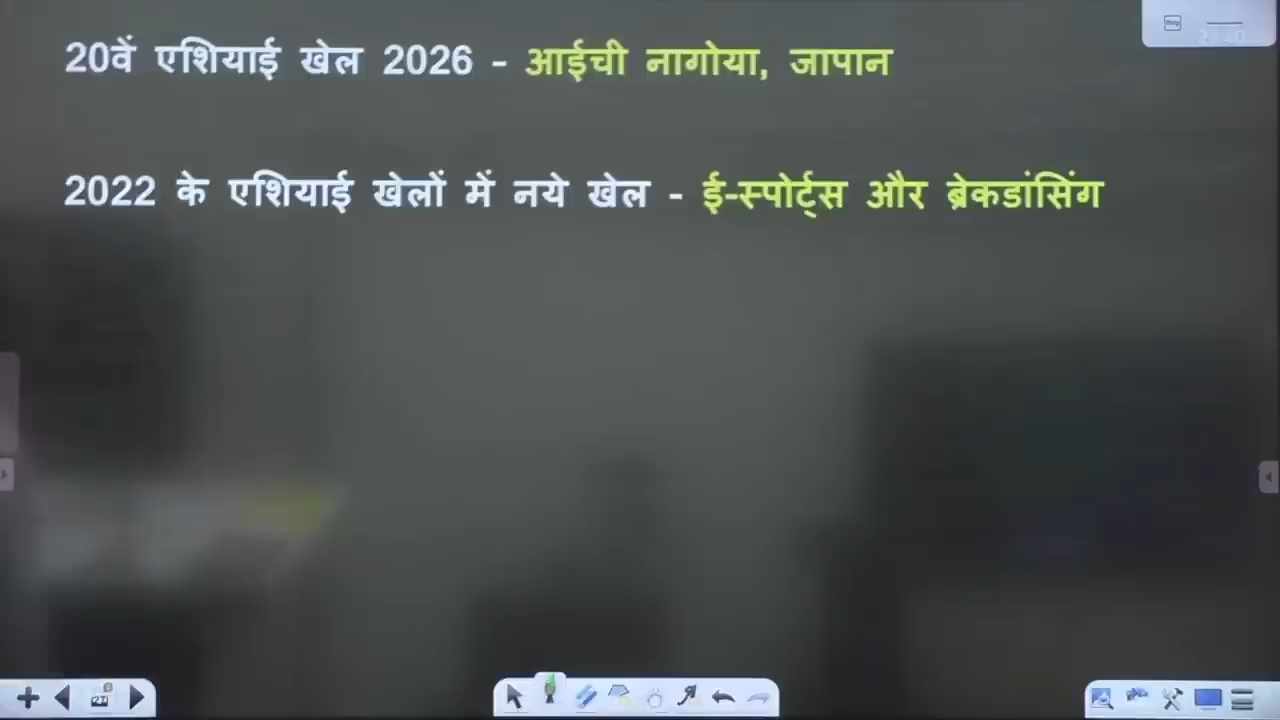 20वें एशियाई खेल 2026 - आईची नागोया, जापान
2022 के एशियाई खेलों में नये खेल - ई-स्पोर्ट्स और ब्रेकडांसिंग